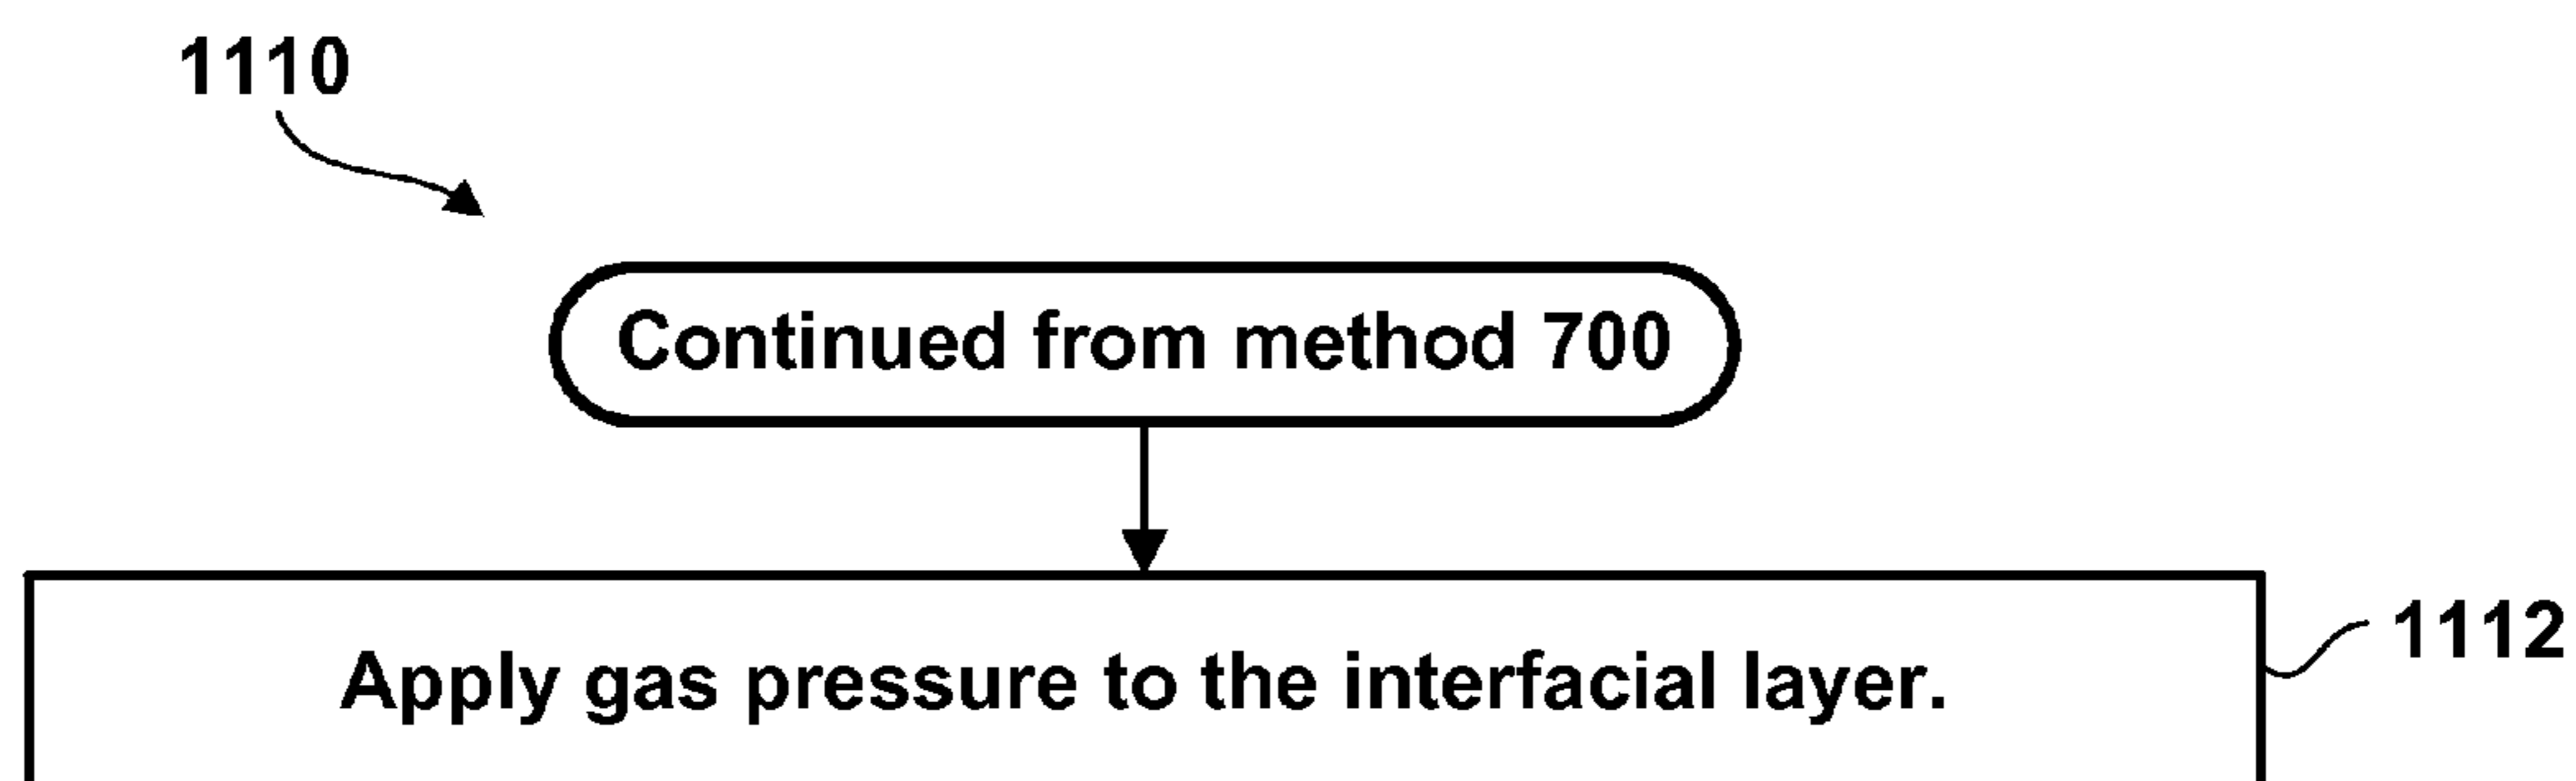 1110
Continued from method 700
1112
Apply gas pressure to the interfacial layer.